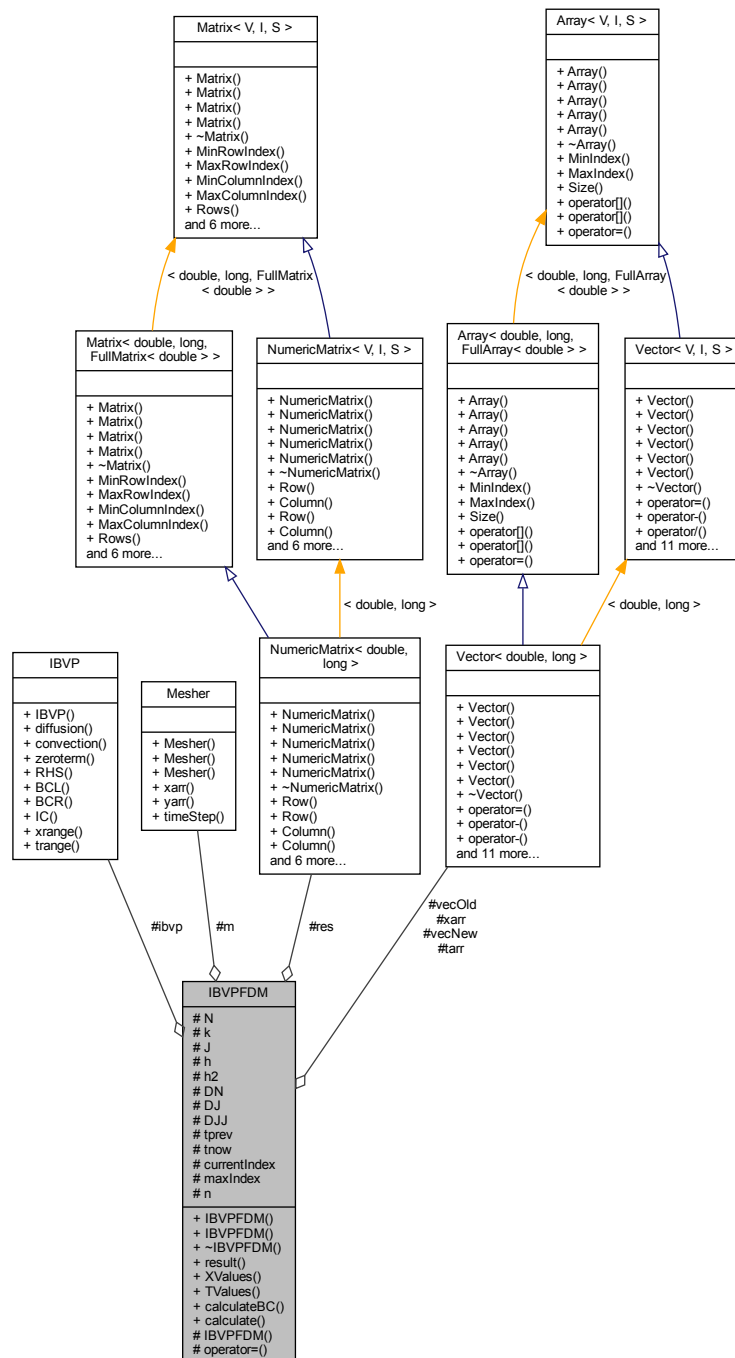 Matrix< V, I, S >
+ Matrix()
+ Matrix()
+ Matrix()
+ Matrix()
+ ~Matrix()
+ MinRowIndex()
+ MaxRowIndex()
+ MinColumnIndex()
+ MaxColumnIndex()
+ Rows()
and 6 more...
Array< V, I, S >
+ Array()
+ Array()
+ Array()
+ Array()
+ Array()
+ ~Array()
+ MinIndex()
+ MaxIndex()
+ Size()
+ operator[]()
+ operator[]()
+ operator=()
< double, long, FullMatrix
< double > >
< double, long, FullArray
< double > >
Matrix< double, long,
FullMatrix< double > >
+ Matrix()
+ Matrix()
+ Matrix()
+ Matrix()
+ ~Matrix()
+ MinRowIndex()
+ MaxRowIndex()
+ MinColumnIndex()
+ MaxColumnIndex()
+ Rows()
and 6 more...
NumericMatrix< V, I, S >
+ NumericMatrix()
+ NumericMatrix()
+ NumericMatrix()
+ NumericMatrix()
+ NumericMatrix()
+ ~NumericMatrix()
+ Row()
+ Column()
+ Row()
+ Column()
and 6 more...
Array< double, long,
FullArray< double > >
+ Array()
+ Array()
+ Array()
+ Array()
+ Array()
+ ~Array()
+ MinIndex()
+ MaxIndex()
+ Size()
+ operator[]()
+ operator[]()
+ operator=()
Vector< V, I, S >
+ Vector()
+ Vector()
+ Vector()
+ Vector()
+ Vector()
+ Vector()
+ ~Vector()
+ operator=()
+ operator-()
+ operator/()
and 11 more...
< double, long >
< double, long >
IBVP
+ IBVP()
+ diffusion()
+ convection()
+ zeroterm()
+ RHS()
+ BCL()
+ BCR()
+ IC()
+ xrange()
+ trange()
Mesher
+ Mesher()
+ Mesher()
+ Mesher()
+ xarr()
+ yarr()
+ timeStep()
NumericMatrix< double,
long >
+ NumericMatrix()
+ NumericMatrix()
+ NumericMatrix()
+ NumericMatrix()
+ NumericMatrix()
+ ~NumericMatrix()
+ Row()
+ Row()
+ Column()
+ Column()
and 6 more...
Vector< double, long >
+ Vector()
+ Vector()
+ Vector()
+ Vector()
+ Vector()
+ Vector()
+ ~Vector()
+ operator=()
+ operator-()
+ operator-()
and 11 more...
#ibvp
#m
#res
#vecOld
#xarr
#vecNew
#tarr
IBVPFDM
# N
# k
# J
# h
# h2
# DN
# DJ
# DJJ
# tprev
# tnow
# currentIndex
# maxIndex
# n
+ IBVPFDM()
+ IBVPFDM()
+ ~IBVPFDM()
+ result()
+ XValues()
+ TValues()
+ calculateBC()
+ calculate()
# IBVPFDM()
# operator=()